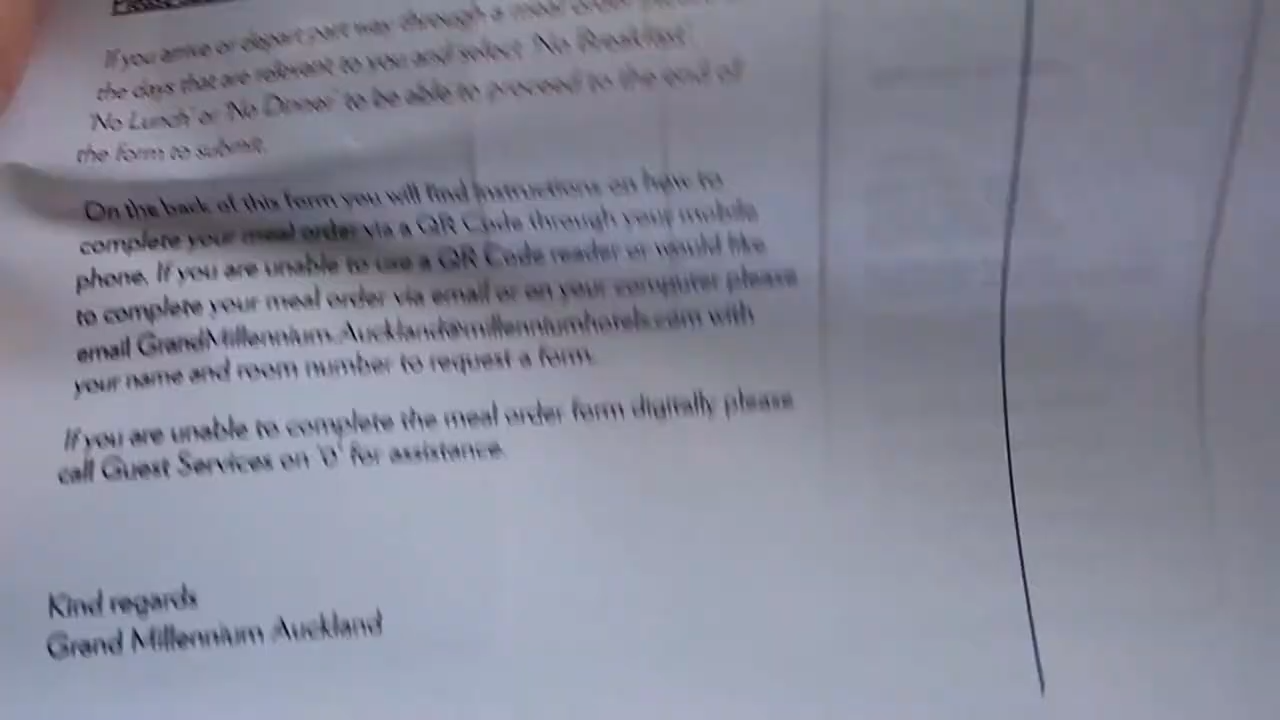 If you arrive or depart part way through a meal order
the days that are relevant to you and select 'No Breakfast'
'No Lunch' or 'No Dinner' to be able to proceed to the end of
the form to submit.
On the back of this form you will find instructions on how to
complete your meal order via a QR Code through your mobile
phone. If you are unable to use a QR Code reader or would like
to complete your meal order via email or on your computer please
email GrandMillennium.Auckland@millenniumhotels.com with
your name and room number to request a form.
If you are unable to complete the meal order form digitally please
call Guest Services on '0' for assistance.
Kind regards
Grand Millennium Auckland